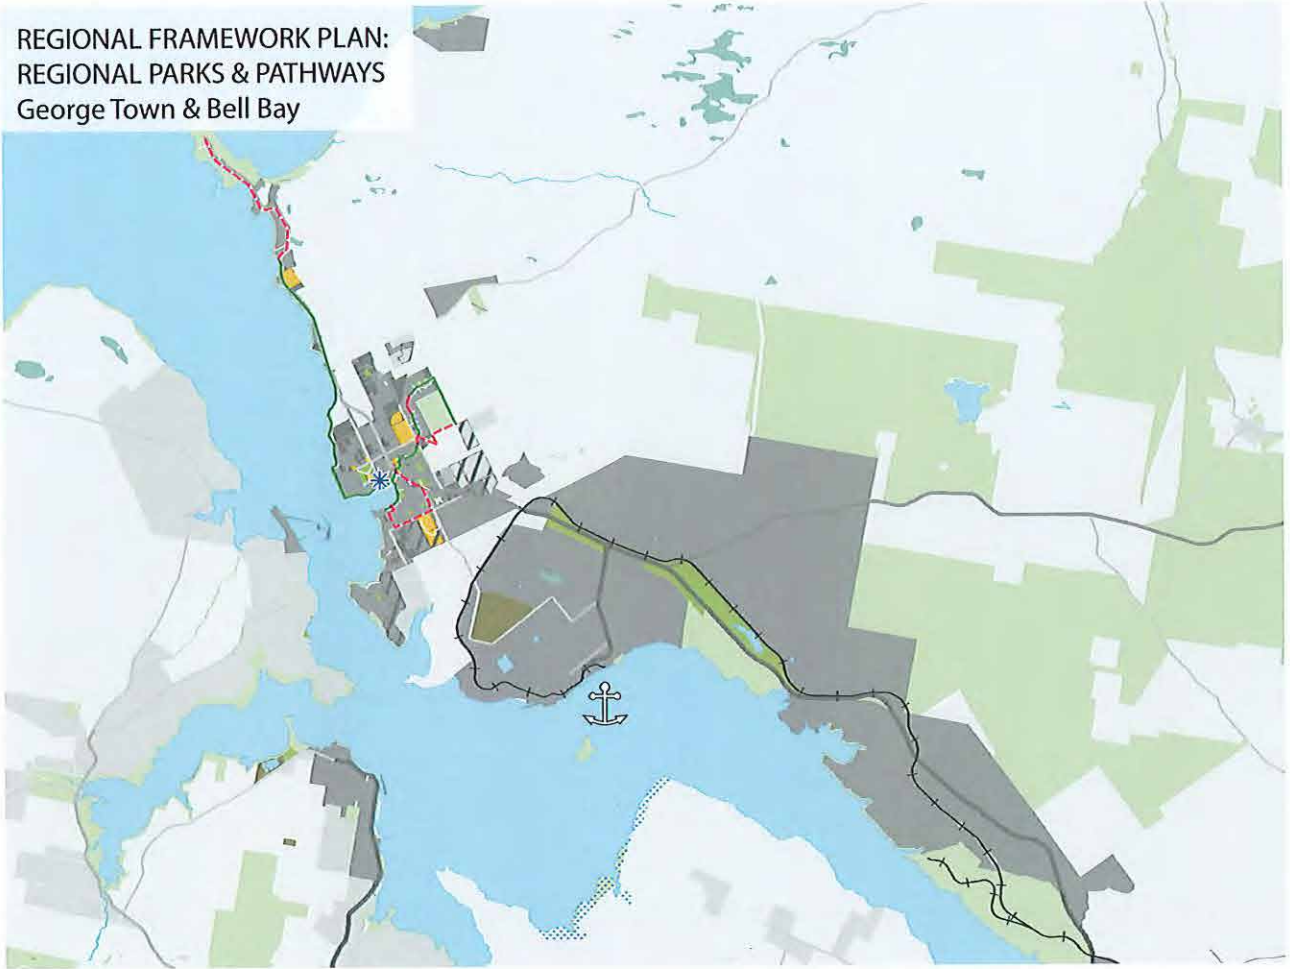 REGIONAL FRAMEWORK PLAN:
REGIONAL PARKS & PATHWAYS
George Town & Bell Bay